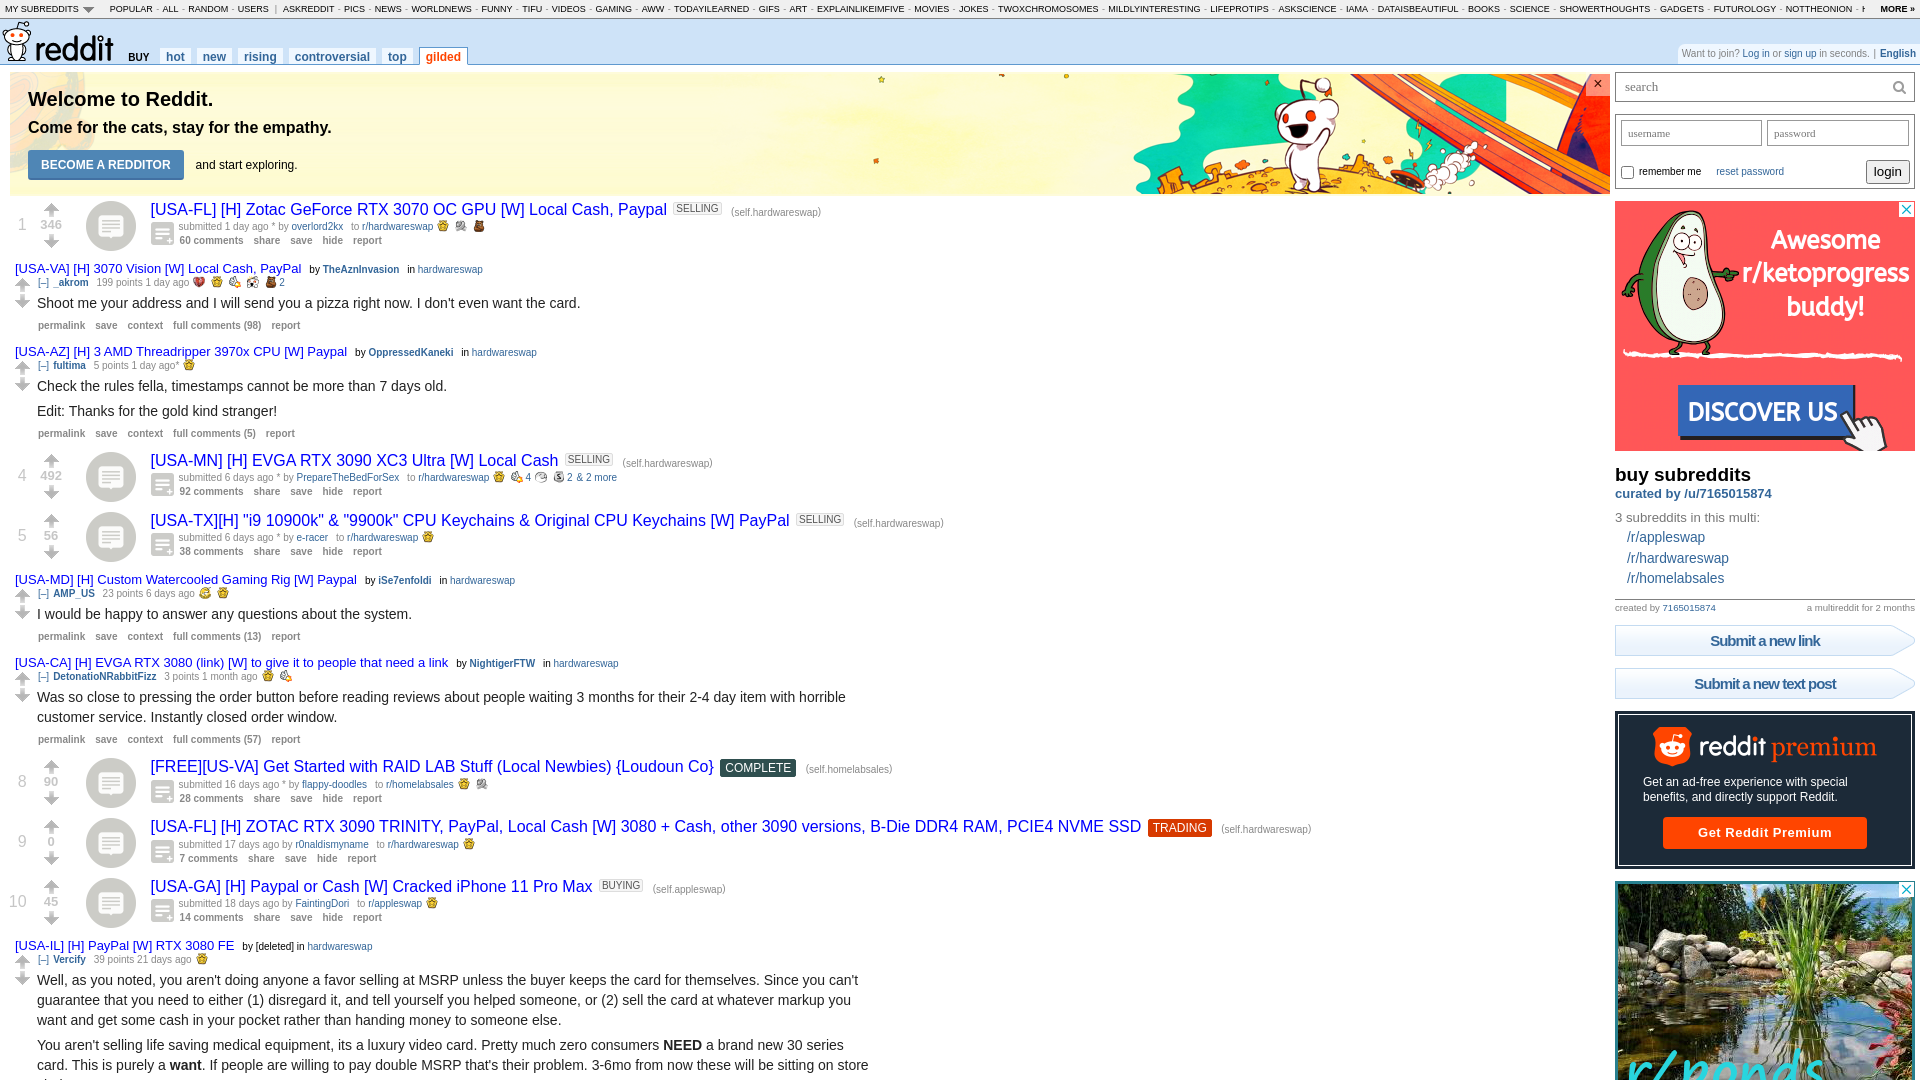 MY SUBREDDITS POPULAR - ALL - RANDOM - USERS | ASKREDDIT - PICS - NEWS - WORLDNEWS - FUNNY - TIFU - VIDEOS - GAMING - AWW - TODAYILEARNED - GIFS - ART - EXPLAINLIKEIMFIVE - MOVIES - JOKES - TWOXCHROMOSOMES - MILDLYINTERESTING - LIFEPROTIPS - ASKSCIENCE - IAMA - DATAISBEAUTIFUL - BOOKS - SCIENCE - SHOWERTHOUGHTS - GADGETS - FUTUROLOGY - NOTTHEONION - MORE »
reddit BUY hot new rising controversial top gilded
Want to join? Log in or sign up in seconds. | English
Welcome to Reddit.
Come for the cats, stay for the empathy.
BECOME A REDDITOR and start exploring.
×
1
346
[USA-FL] [H] Zotac GeForce RTX 3070 OC GPU [W] Local Cash, Paypal SELLING (self.hardwareswap)
submitted 1 day ago * by overlord2kx to r/hardwareswap
60 comments share save hide report
[USA-VA] [H] 3070 Vision [W] Local Cash, PayPal by TheAznInvasion in hardwareswap
[–] _akrom 199 points 1 day ago 2
Shoot me your address and I will send you a pizza right now. I don't even want the card.
permalink save context full comments (98) report
[USA-AZ] [H] 3 AMD Threadripper 3970x CPU [W] Paypal by OppressedKaneki in hardwareswap
[–] fultima 5 points 1 day ago*
Check the rules fella, timestamps cannot be more than 7 days old.
Edit: Thanks for the gold kind stranger!
permalink save context full comments (5) report
4
492
[USA-MN] [H] EVGA RTX 3090 XC3 Ultra [W] Local Cash SELLING (self.hardwareswap)
submitted 6 days ago * by PrepareTheBedForSex to r/hardwareswap 4 2 & 2 more
92 comments share save hide report
5
56
[USA-TX][H] "i9 10900k" & "9900k" CPU Keychains & Original CPU Keychains [W] PayPal SELLING (self.hardwareswap)
submitted 6 days ago * by e-racer to r/hardwareswap
38 comments share save hide report
[USA-MD] [H] Custom Watercooled Gaming Rig [W] Paypal by iSe7enfoldi in hardwareswap
[–] AMP_US 23 points 6 days ago
I would be happy to answer any questions about the system.
permalink save context full comments (13) report
[USA-CA] [H] EVGA RTX 3080 (link) [W] to give it to people that need a link by NightigerFTW in hardwareswap
[–] DetonatioNRabbitFizz 3 points 1 month ago
Was so close to pressing the order button before reading reviews about people waiting 3 months for their 2-4 day item with horrible
customer service. Instantly closed order window.
permalink save context full comments (57) report
8
90
[FREE][US-VA] Get Started with RAID LAB Stuff (Local Newbies) {Loudoun Co} COMPLETE (self.homelabsales)
submitted 16 days ago * by flappy-doodles to r/homelabsales
28 comments share save hide report
9
0
[USA-FL] [H] ZOTAC RTX 3090 TRINITY, PayPal, Local Cash [W] 3080 + Cash, other 3090 versions, B-Die DDR4 RAM, PCIE4 NVME SSD TRADING (self.hardwareswap)
submitted 17 days ago by r0naldismyname to r/hardwareswap
7 comments share save hide report
10
45
[USA-GA] [H] Paypal or Cash [W] Cracked iPhone 11 Pro Max BUYING (self.appleswap)
submitted 18 days ago by FaintingDori to r/appleswap
14 comments share save hide report
[USA-IL] [H] PayPal [W] RTX 3080 FE by [deleted] in hardwareswap
[–] Vercify 39 points 21 days ago
Well, as you noted, you aren't doing anyone a favor selling at MSRP unless the buyer keeps the card for themselves. Since you can't
guarantee that you need to either (1) disregard it, and tell yourself you helped someone, or (2) sell the card at whatever markup you
want and get some cash in your pocket rather than handing money to someone else.
You aren't selling life saving medical equipment, its a luxury video card. Pretty much zero consumers NEED a brand new 30 series
card. This is purely a want. If people are willing to pay double MSRP that's their problem. 3-6mo from now these will be sitting on store
search
username password
remember me reset password login
Awesome
r/ketoprogress
buddy!
DISCOVER US
buy subreddits
curated by /u/7165015874
3 subreddits in this multi:
/r/appleswap
/r/hardwareswap
/r/homelabsales
created by 7165015874 a multireddit for 2 months
Submit a new link
Submit a new text post
reddit premium
Get an ad-free experience with special
benefits, and directly support Reddit.
Get Reddit Premium
r/ponds